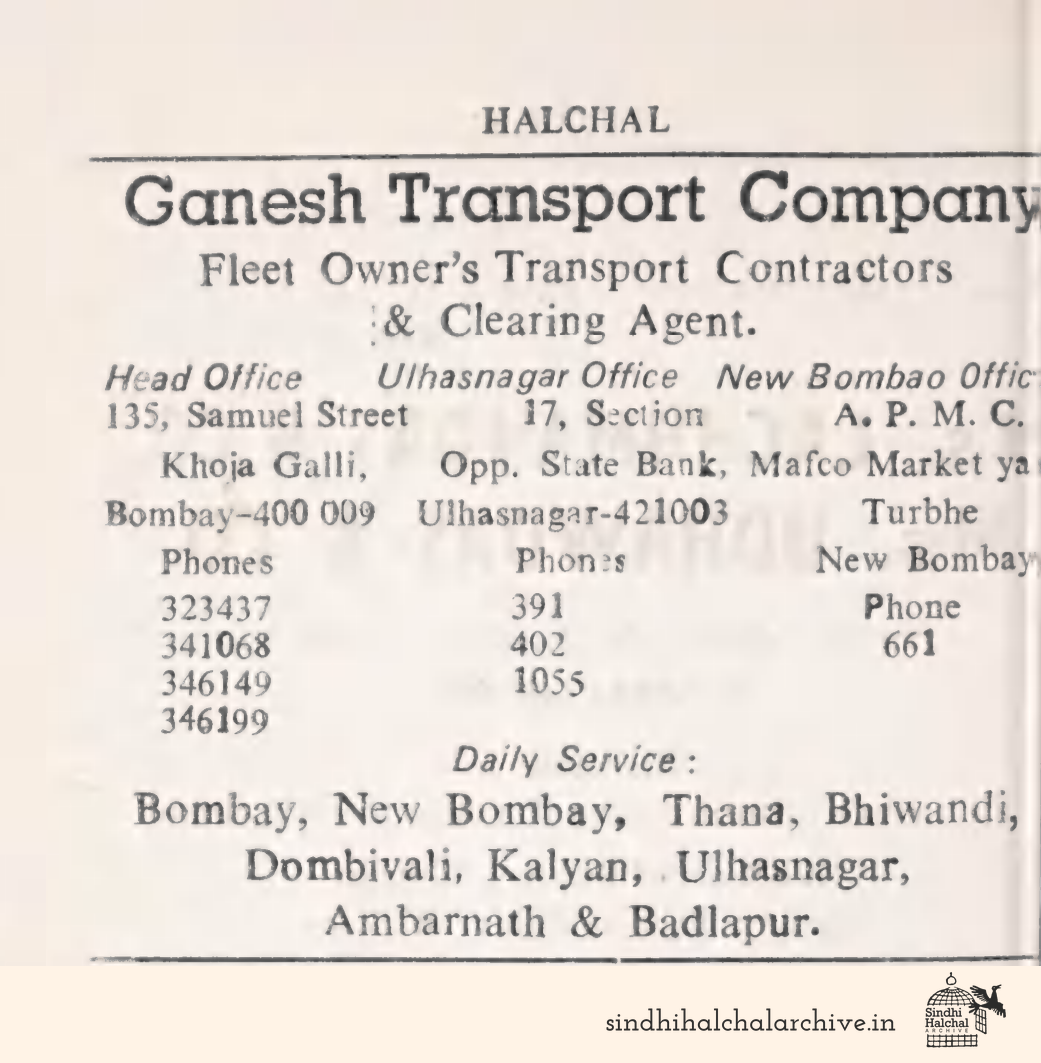 HALCHAL
Ganesh Transport Company
Fleet Owner's Transport Contractors
& Clearing Agent.
Head Office Ulhasnagar Office New Bombao Offic
135, Samuel Street 17, Section A. P. M. C.
Khoja Galli, Opp. State Bank, Mafco Market ya
Bombay-400 009 Ulhasnagar-421003 Turbhe
Phones Phones New Bombay
323437 391 Phone
341068 402 661
346149 1055
346199
Daily Service :
Bombay, New Bombay, Thana, Bhiwandi,
Dombivali, Kalyan, Ulhasnagar,
Ambarnath & Badlapur.
sindhihalchalarchive.in
Sindhi
Halchal
ARCHIVE